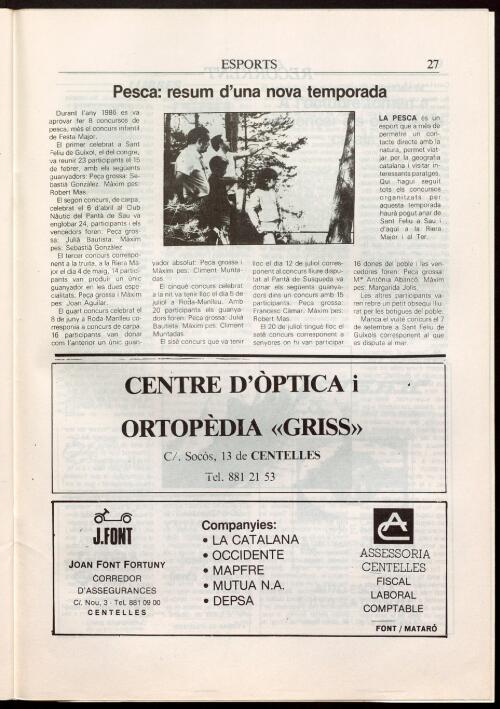 ESPORTS 27
Pesca: resum d'una nova temporada
Durant l'any 1986 es va
aprovar fer 8 concursos de
pesca, més el concurs infantil
de Festa Major.
El primer celebrat a Sant
Feliu de Guíxol, el del congre,
va reunir 23 participants el 15
de febrer, amb els següents
guanyadors: Peça grossa: Se-
bastià González. Màxim pes:
Robert Mas.
El segon concurs, de carpa,
celebrat el 6 d'abril al Club
Nàutic del Pantà de Sau va
englobar 24, participants i els
vencedors foren: Peça gros-
sa: Julià Bautista. Màxim
pes: Sebastià González.
El tercer concurs correspo-
nent a la truita, a la Riera Ma-
jor el dia 4 de maig, 14 partici-
pants van produir un únic
guanyador en les dues espe-
cialitats: Peça grossa i Màxim
pes: Joan Aguilar.
El quart concurs celebrat el
8 de juny a Roda Manlleu co-
rresponia a concurs de carpa.
16 participants van donar
com l'anterior un únic guan-
yador absolut: Peça grossa i
Màxim pes: Climent Munta-
das.
El cinquè concurs celebrat
a la nit va tenir lloc el dia 5 de
juliol a Roda-Manlleu. Amb
20 participants els guanya-
dors foren: Peça grossa: Julià
Bautista. Màxim pes: Climent
Muntadas.
El sisè concurs que va tenir
lloc el dia 12 de juliol corres-
ponent al concurs lliure dispu-
tat al Pantà de Susqueda va
donar els següents guanya-
dors dins un concurs amb 15
participants: Peça grossa:
Francesc Clamar. Màxim pes:
Robert Mas.
El 20 de juliol tingué lloc el
setè concurs corresponent a
senyores on hi van participar
LA PESCA és un
esport que a més de
permetre un con-
tacte directe amb la
natura, permet viat-
jar per la geografia
catalana i visitar in-
teressants paratges.
Qui hagui seguit
tots els concursos
organitzats per
aquesta temporada
haurà pogut anar de
Sant Feliu a Sau i
d'aquí a la Riera
Major i al Ter.
16 dones del poble i les ven-
cedores foren: Peça grossa:
Mª Antònia Abancó. Màxim
pes: Margarida Jolis.
Les altres participants va-
ren rebre un petit obsequi lliu-
rat per les botigues del poble.
Manca el vuitè concurs el 7
de setembre a Sant Feliu de
Guíxols corresponent al que
es disputa al mar.
CENTRE D'ÒPTICA i
ORTOPÈDIA «GRISS»
C/. Socós, 13 de CENTELLES
Tel. 881 21 53
J.FONT
JOAN FONT FORTUNY
CORREDOR
D'ASSEGURANCES
C/. Nou, 3 - Tel. 881 09 00
CENTELLES
Companyies:
• LA CATALANA
• OCCIDENTE
• MAPFRE
• MUTUA N.A.
• DEPSA
ASSESSORIA
CENTELLES
FISCAL
LABORAL
COMPTABLE
FONT / MATARÓ